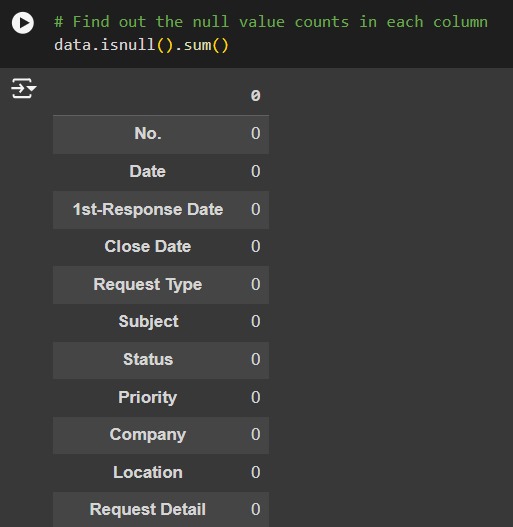 # Find out the null value counts in each column
data.isnull().sum()
0
No. 0
Date 0
1st-Response Date 0
Close Date 0
Request Type 0
Subject 0
Status 0
Priority 0
Company 0
Location 0
Request Detail 0